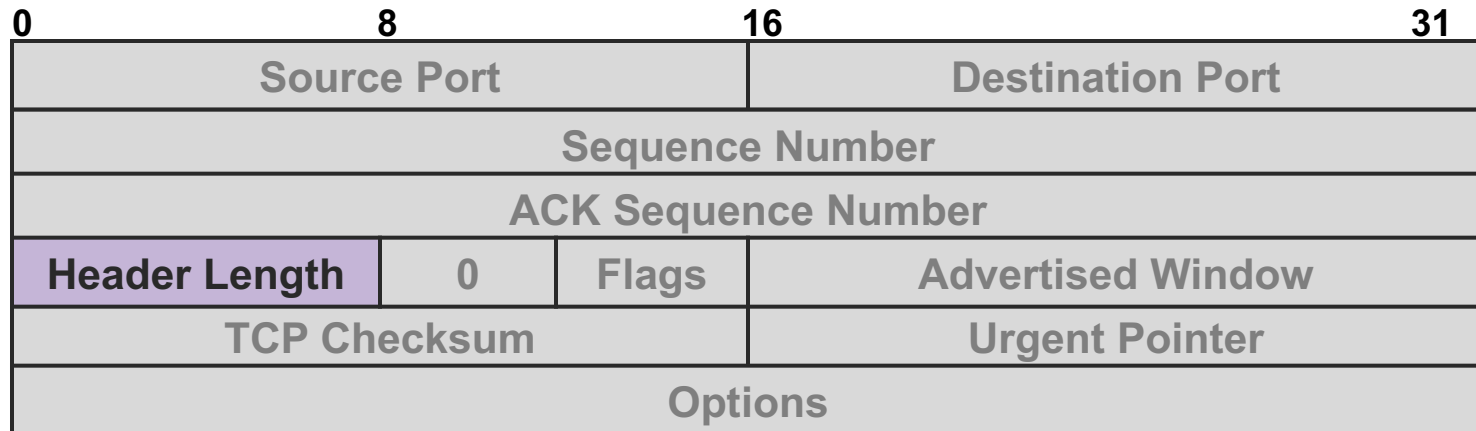 0 8 16 31
Source Port Destination Port
Sequence Number
ACK Sequence Number
Header Length 0 Flags Advertised Window
TCP Checksum Urgent Pointer
Options